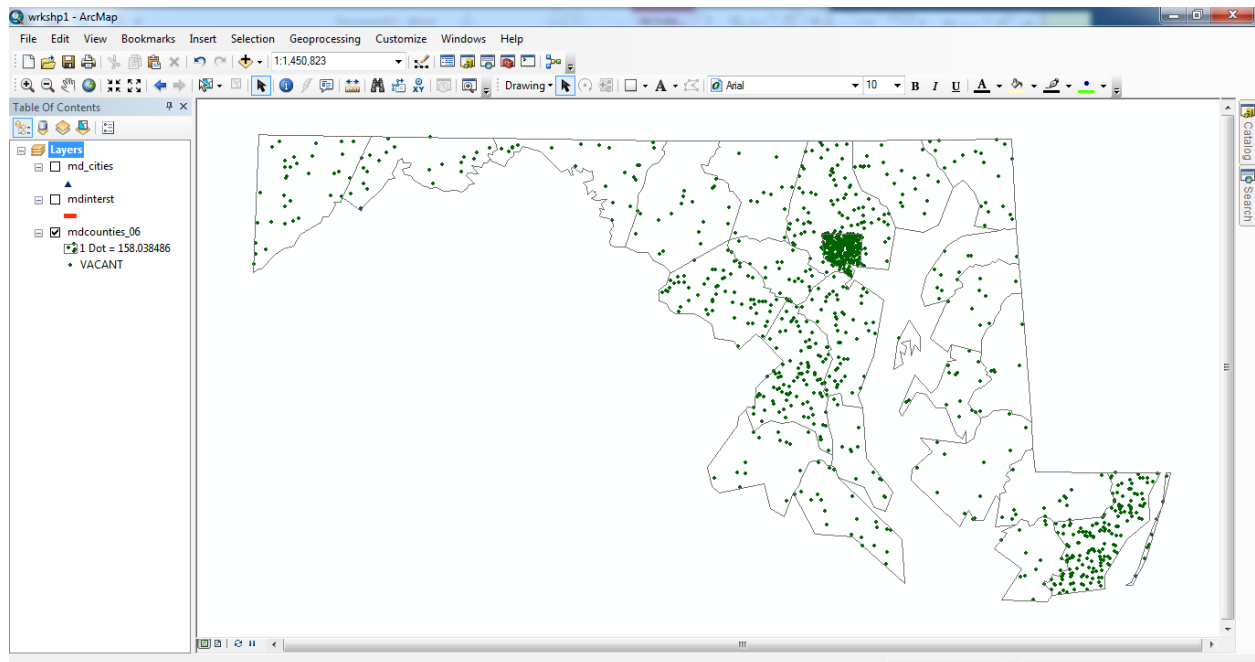 wrkshp1 - ArcMap
File Edit View Bookmarks Insert Selection Geoprocessing Customize Windows Help
1:1,450,823
Drawing A Arial 10 B I U A
Table Of Contents
Layers
md_cities
mdinterst
mdcounties_06
1 Dot = 158.038486
VACANT
Catalog
Search